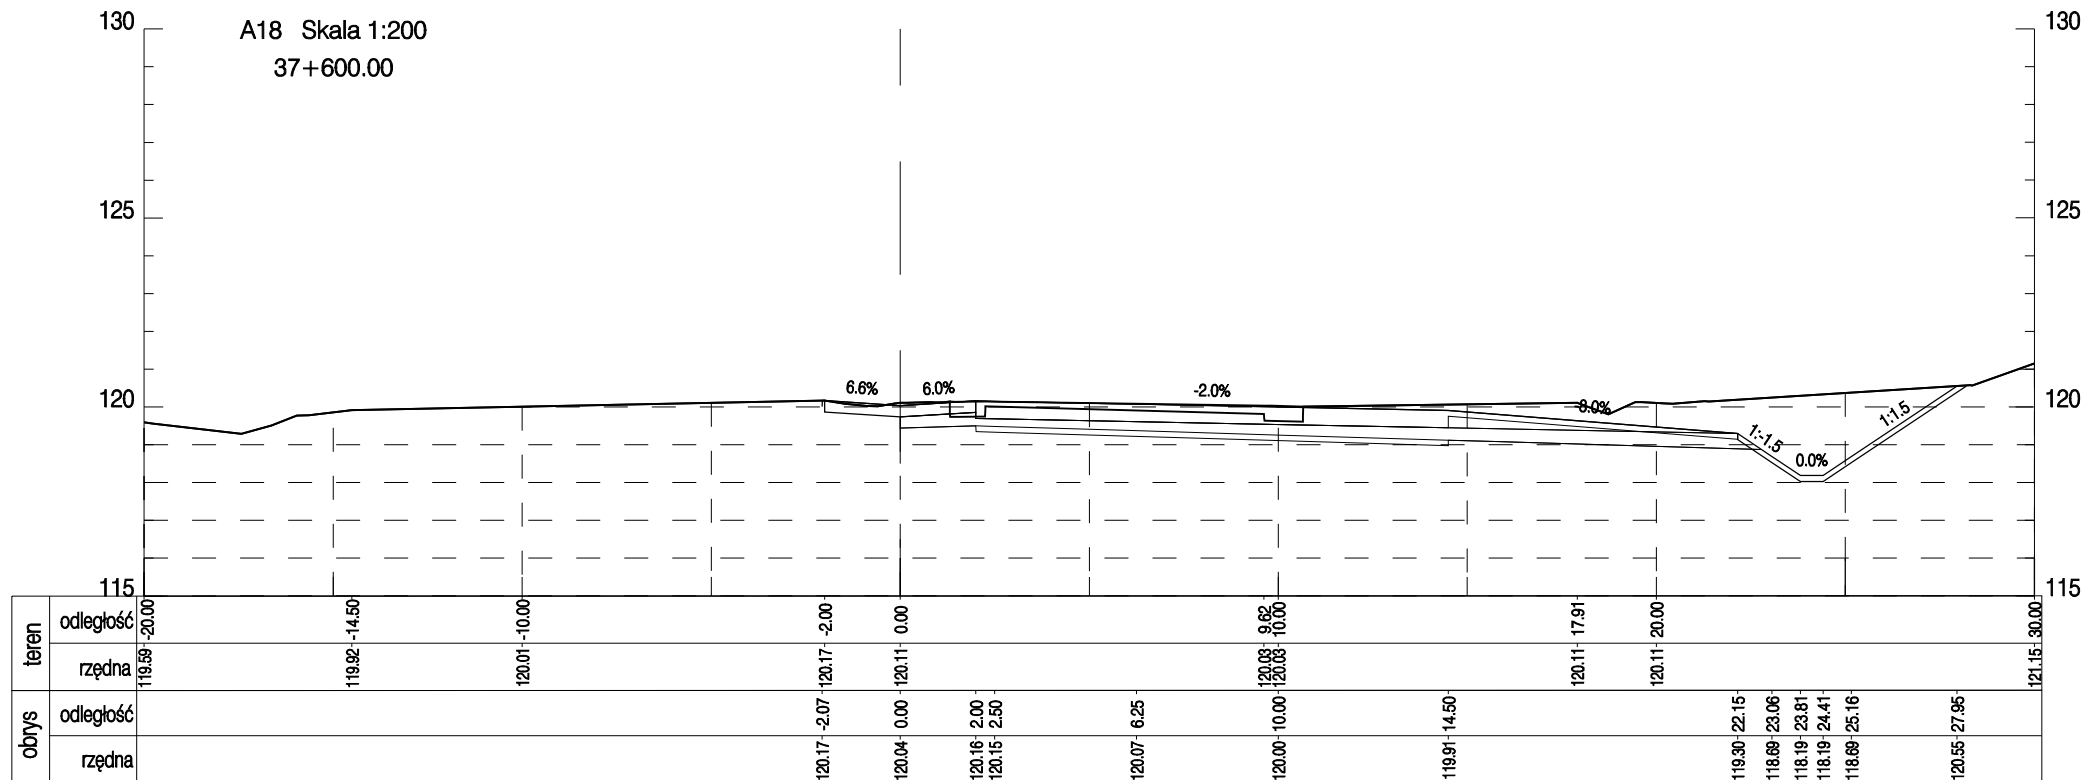 A18 Skala 1:200
37+600.00
130 130
125 125
120 120
115 115
6.6% 6.0% -2.0% -8.0% 1:-1.5 0.0% 1:1.5
teren
odległość -20.00 -14.50 -10.00 -2.00 0.00 9.62 10.00 17.91 20.00 30.00
rzędna 119.59 119.92 120.01 120.17 120.11 120.03 120.03 120.11 120.11 121.15
obrys
odległość -2.07 0.00 2.00 2.50 6.25 10.00 14.50 22.15 23.06 23.81 24.41 25.16 27.95
rzędna 120.17 120.04 120.16 120.15 120.07 120.00 119.91 119.30 118.69 118.19 118.19 118.69 120.55